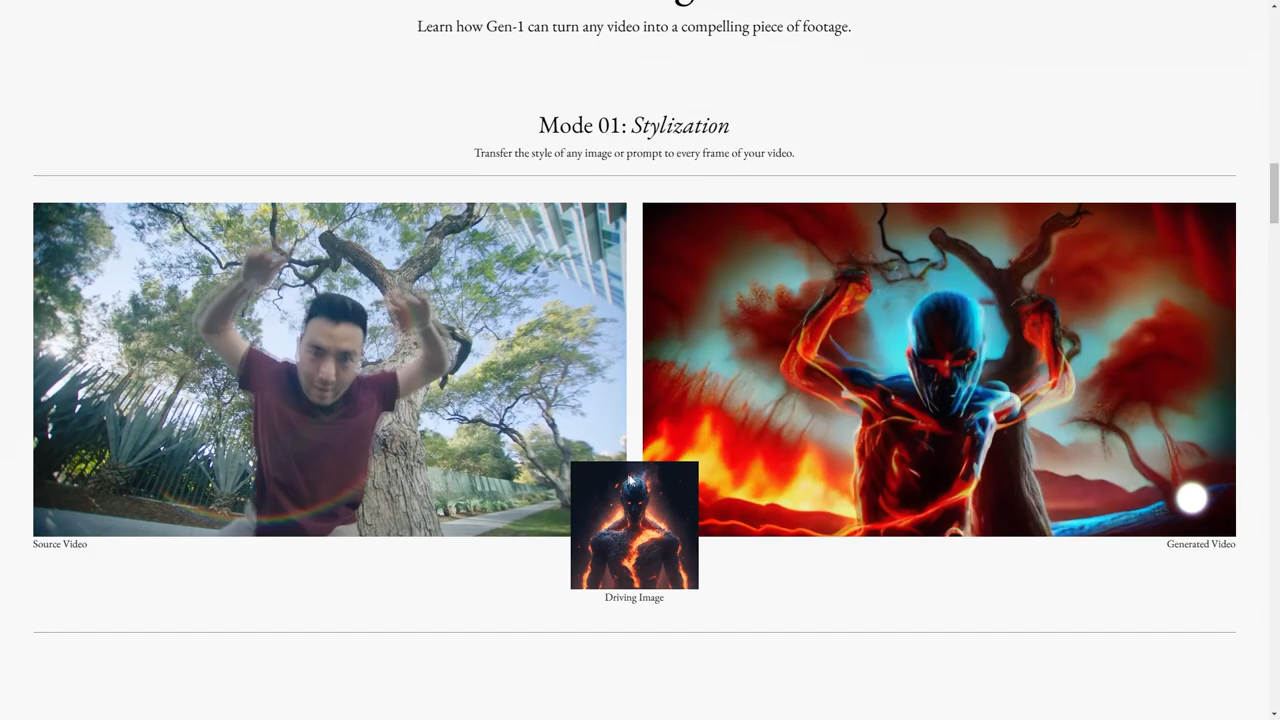 Learn how Gen-1 can turn any video into a compelling piece of footage.
Mode 01: Stylization
Transfer the style of any image or prompt to every frame of your video.
Source Video
Generated Video
Driving Image